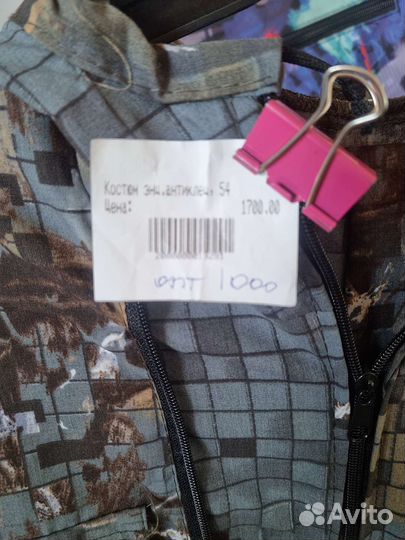 Костюм энц.антиклещ, 54
Цена: 1700.00
опт 1000
Avito